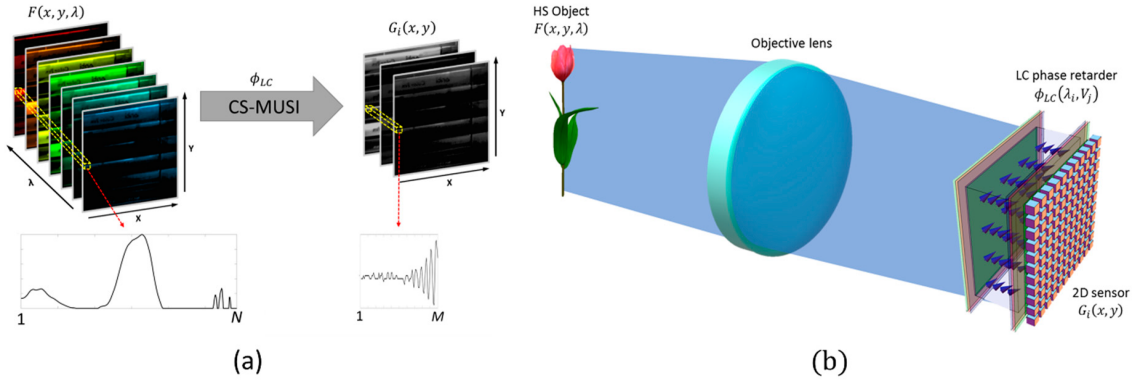 F(x, y, λ)
G_i(x, y)
ϕ_LC
CS-MUSI
Y
Y
λ
X
X
1
N
1
M
(a)
HS Object
F(x, y, λ)
Objective lens
LC phase retarder
ϕ_LC(λ_i, V_j)
2D sensor
G_i(x, y)
(b)